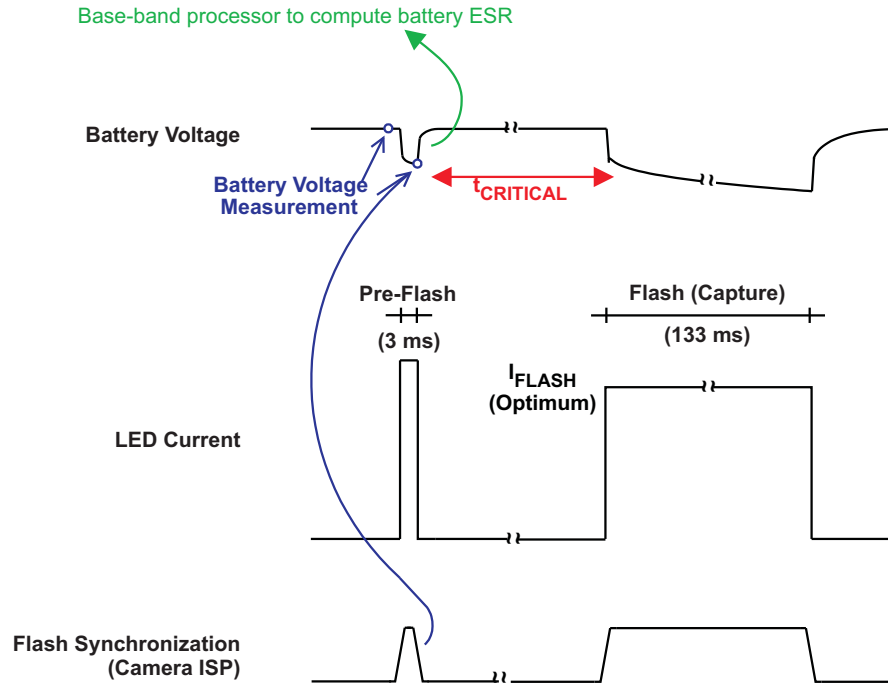 Base-band processor to compute battery ESR
Battery Voltage
Battery Voltage
Measurement
tCRITICAL
Pre-Flash
(3 ms)
Flash (Capture)
(133 ms)
IFLASH
(Optimum)
LED Current
Flash Synchronization
(Camera ISP)